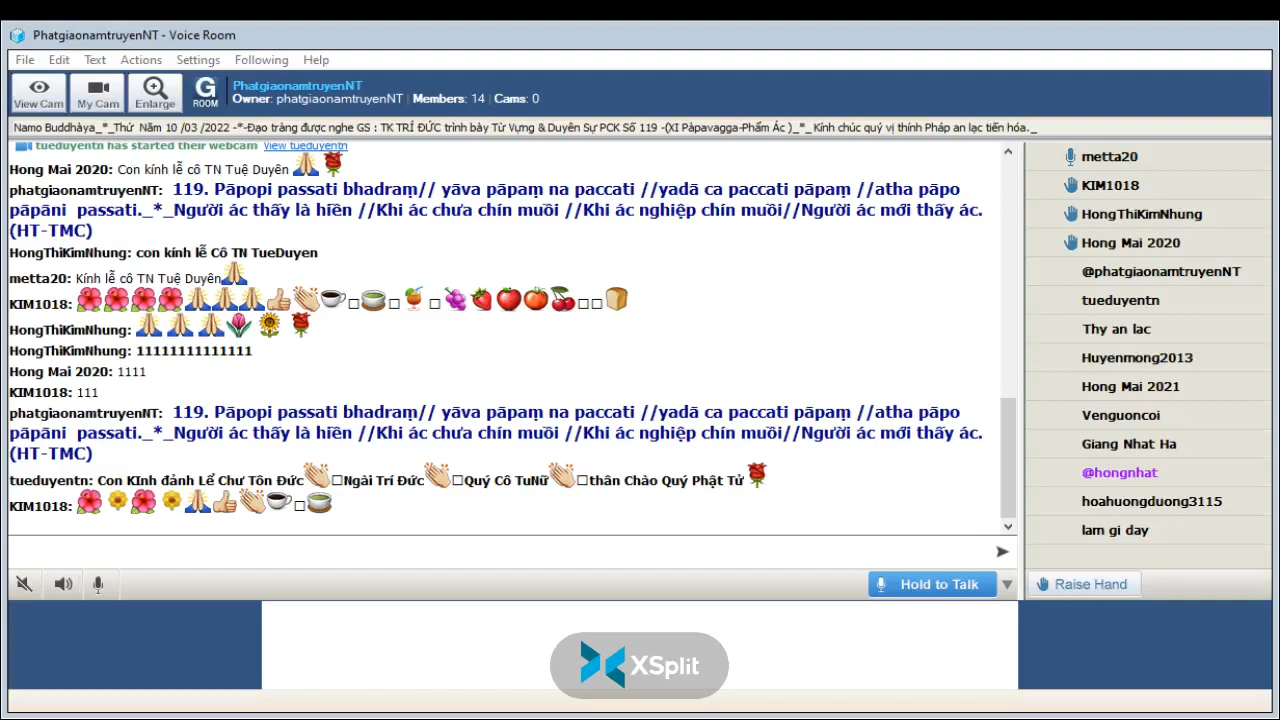 PhatgiaonamtruyenNT - Voice Room
File Edit Text Actions Settings Following Help
View Cam My Cam Enlarge G ROOM
PhatgiaonamtruyenNT
Owner: phatgiaonamtruyenNT | Members: 14 | Cams: 0
Namo Buddhàya_*_Thứ Năm 10 /03 /2022 -*-Đạo tràng được nghe GS : TK TRÍ ĐỨC trình bày Từ Vựng & Duyên Sự PCK Số 119 -(XI Pàpavagga-Phẩm Ác )_*_ Kính chúc quý vị thính Pháp an lạc tiến hóa._
tueduyentn has started their webcam View tueduyentn
Hong Mai 2020: Con kính lễ cô TN Tuệ Duyên 🙏🌹
phatgiaonamtruyenNT: 119. Pāpopi passati bhadraṃ// yāva pāpaṃ na paccati //yadā ca paccati pāpaṃ //atha pāpo
pāpāni passati._*_Người ác thấy là hiền //Khi ác chưa chín muồi //Khi ác nghiệp chín muồi//Người ác mới thấy ác.
(HT-TMC)
HongThiKimNhung: con kính lễ Cô TN TueDuyen
metta20: Kính lễ cô TN Tuệ Duyên🙏
KIM1018: 🌺🌺🌺🌺🙏🙏🙏👍👏☕□🍵□🍹□🍇🍓🍎🍅🍒□□🍞
HongThiKimNhung: 🙏🙏🙏🌷🌻🌹
HongThiKimNhung: 11111111111111
Hong Mai 2020: 1111
KIM1018: 111
phatgiaonamtruyenNT: 119. Pāpopi passati bhadraṃ// yāva pāpaṃ na paccati //yadā ca paccati pāpaṃ //atha pāpo
pāpāni passati._*_Người ác thấy là hiền //Khi ác chưa chín muồi //Khi ác nghiệp chín muồi//Người ác mới thấy ác.
(HT-TMC)
tueduyentn: Con KInh đảnh Lể Chư Tôn Đức👏□Ngài Trí Đức👏□Quý Cô TuNữ👏□thân Chào Quý Phật Tử🌹
KIM1018: 🌺🌼🌺🌼🙏👍👏☕□🍵
Hold to Talk
metta20
KIM1018
HongThiKimNhung
Hong Mai 2020
@phatgiaonamtruyenNT
tueduyentn
Thy an lac
Huyenmong2013
Hong Mai 2021
Venguoncoi
Giang Nhat Ha
@hongnhat
hoahuongduong3115
lam gi day
Raise Hand
XSplit